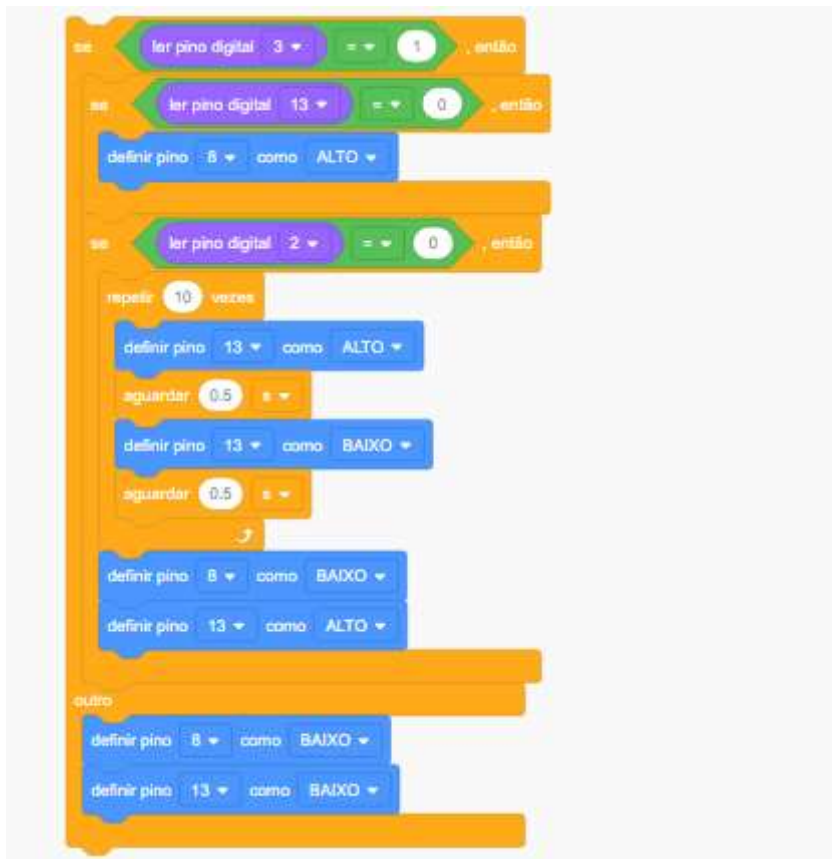 se ler pino digital 3 = 1 , então
se ler pino digital 13 = 0 , então
definir pino 8 como ALTO
se ler pino digital 2 = 0 , então
repetir 10 vezes
definir pino 13 como ALTO
aguardar 0.5 s
definir pino 13 como BAIXO
aguardar 0.5 s
definir pino 8 como BAIXO
definir pino 13 como ALTO
outro
definir pino 8 como BAIXO
definir pino 13 como BAIXO